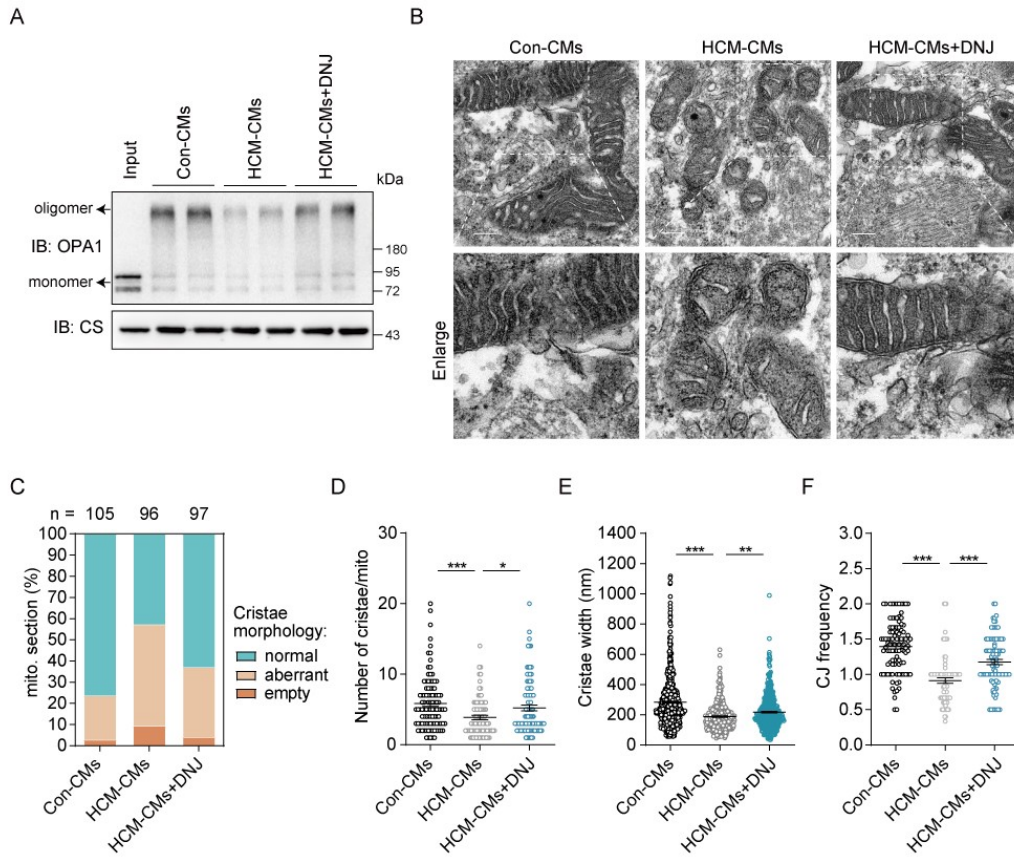 A
Input
Con-CMs
HCM-CMs
HCM-CMs+DNJ
kDa
oligomer
IB: OPA1
180
95
monomer
72
IB: CS
43
B
Con-CMs
HCM-CMs
HCM-CMs+DNJ
Enlarge
C
n = 105 96 97
mito. section (%)
100
90
80
70
60
50
40
30
20
10
0
Con-CMs
HCM-CMs
HCM-CMs+DNJ
Cristae
morphology:
normal
aberrant
empty
D
Number of cristae/mito
30
20
10
0
*** *
Con-CMs
HCM-CMs
HCM-CMs+DNJ
E
Cristae width (nm)
1400
1200
1000
800
600
400
200
0
*** **
Con-CMs
HCM-CMs
HCM-CMs+DNJ
F
CJ frequency
3.0
2.5
2.0
1.5
1.0
0.5
0.0
*** ***
Con-CMs
HCM-CMs
HCM-CMs+DNJ